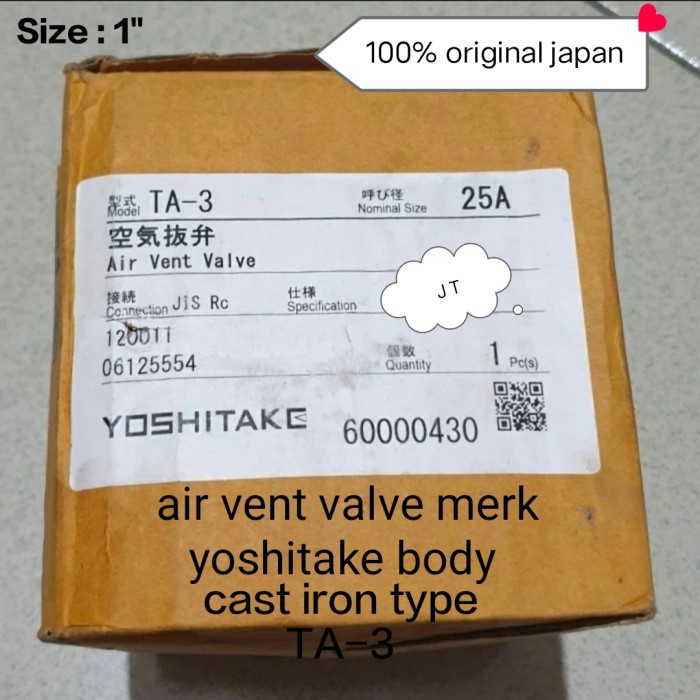 Size : 1"
100% original japan
型式 Model TA-3 呼び径 Nominal Size 25A
空気抜弁
Air Vent Valve
接続 Connection JIS Rc 仕様 Specification
JT
120011
06125554 個数 Quantity 1 Pc(s)
YOSHITAKE 60000430
air vent valve merk
yoshitake body
cast iron type
TA-3